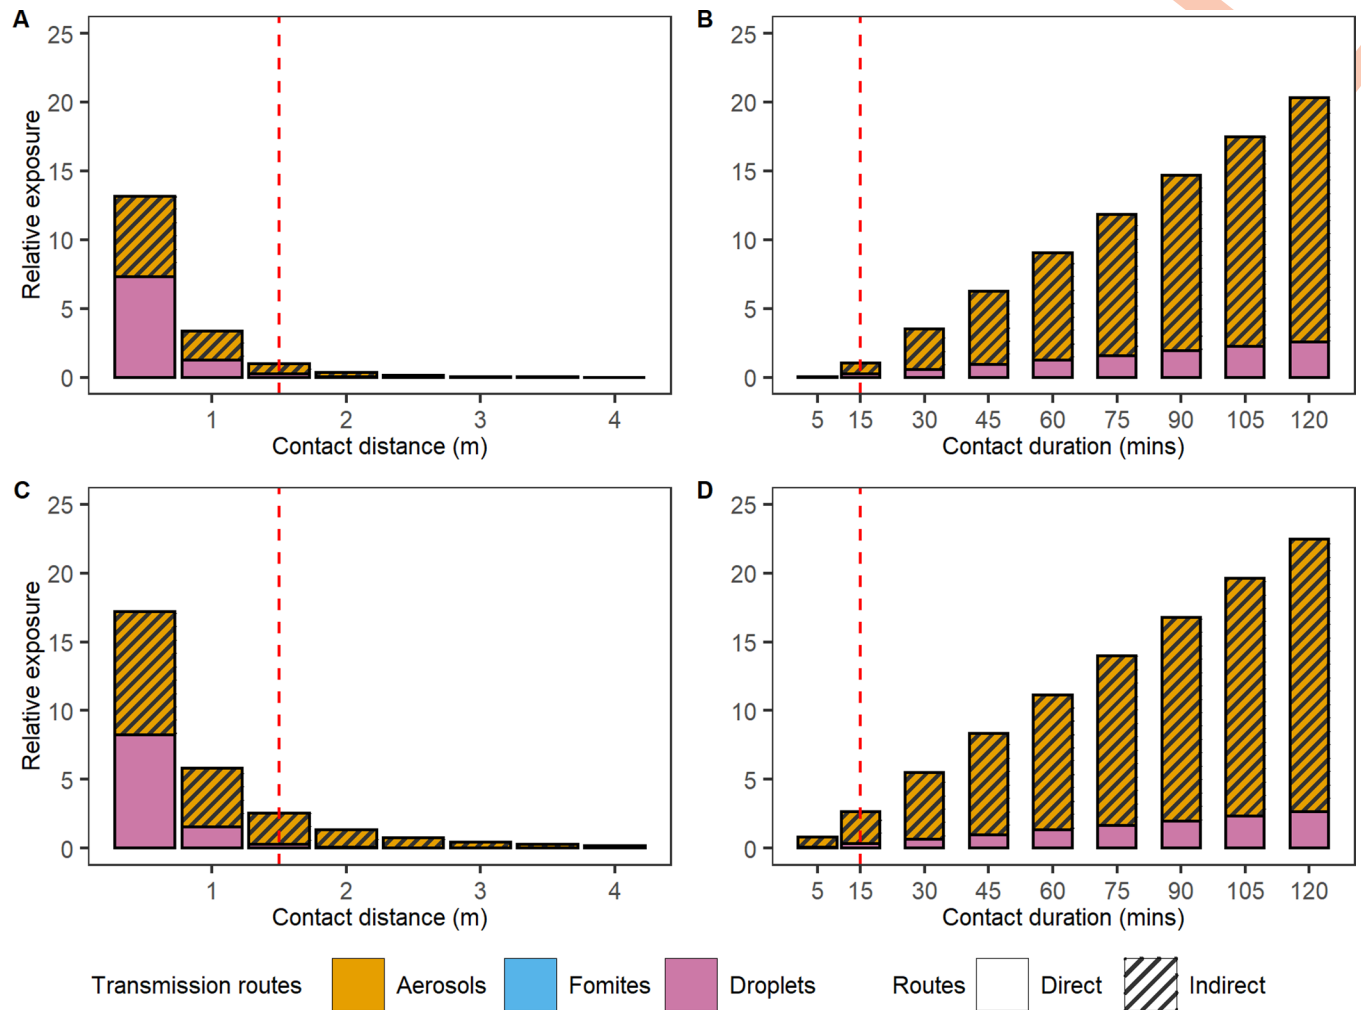 A
25
20
15
10
5
0
Relative exposure
1 2 3 4
Contact distance (m)
B
25
20
15
10
5
0
5 15 30 45 60 75 90 105 120
Contact duration (mins)
C
25
20
15
10
5
0
Relative exposure
1 2 3 4
Contact distance (m)
D
25
20
15
10
5
0
5 15 30 45 60 75 90 105 120
Contact duration (mins)
Transmission routes Aerosols Fomites Droplets Routes Direct Indirect